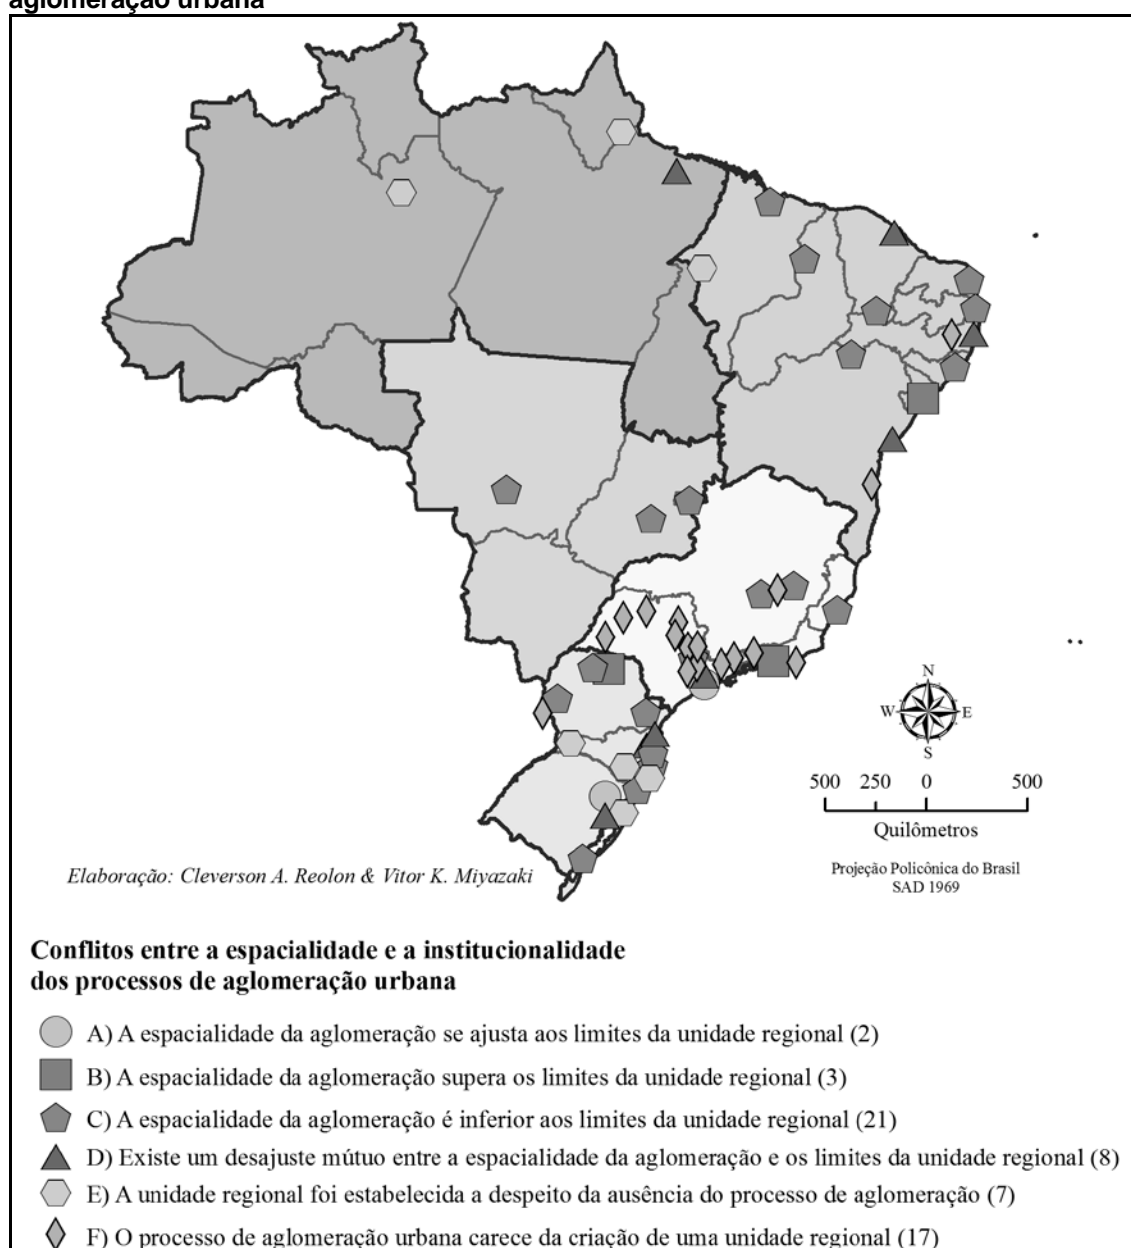 aglomeração urbana
N
W E
S
500 250 0 500
Quilômetros
Projeção Policônica do Brasil
SAD 1969
Elaboração: Cleverson A. Reolon & Vitor K. Miyazaki
Conflitos entre a espacialidade e a institucionalidade
dos processos de aglomeração urbana
A) A espacialidade da aglomeração se ajusta aos limites da unidade regional (2)
B) A espacialidade da aglomeração supera os limites da unidade regional (3)
C) A espacialidade da aglomeração é inferior aos limites da unidade regional (21)
D) Existe um desajuste mútuo entre a espacialidade da aglomeração e os limites da unidade regional (8)
E) A unidade regional foi estabelecida a despeito da ausência do processo de aglomeração (7)
F) O processo de aglomeração urbana carece da criação de uma unidade regional (17)